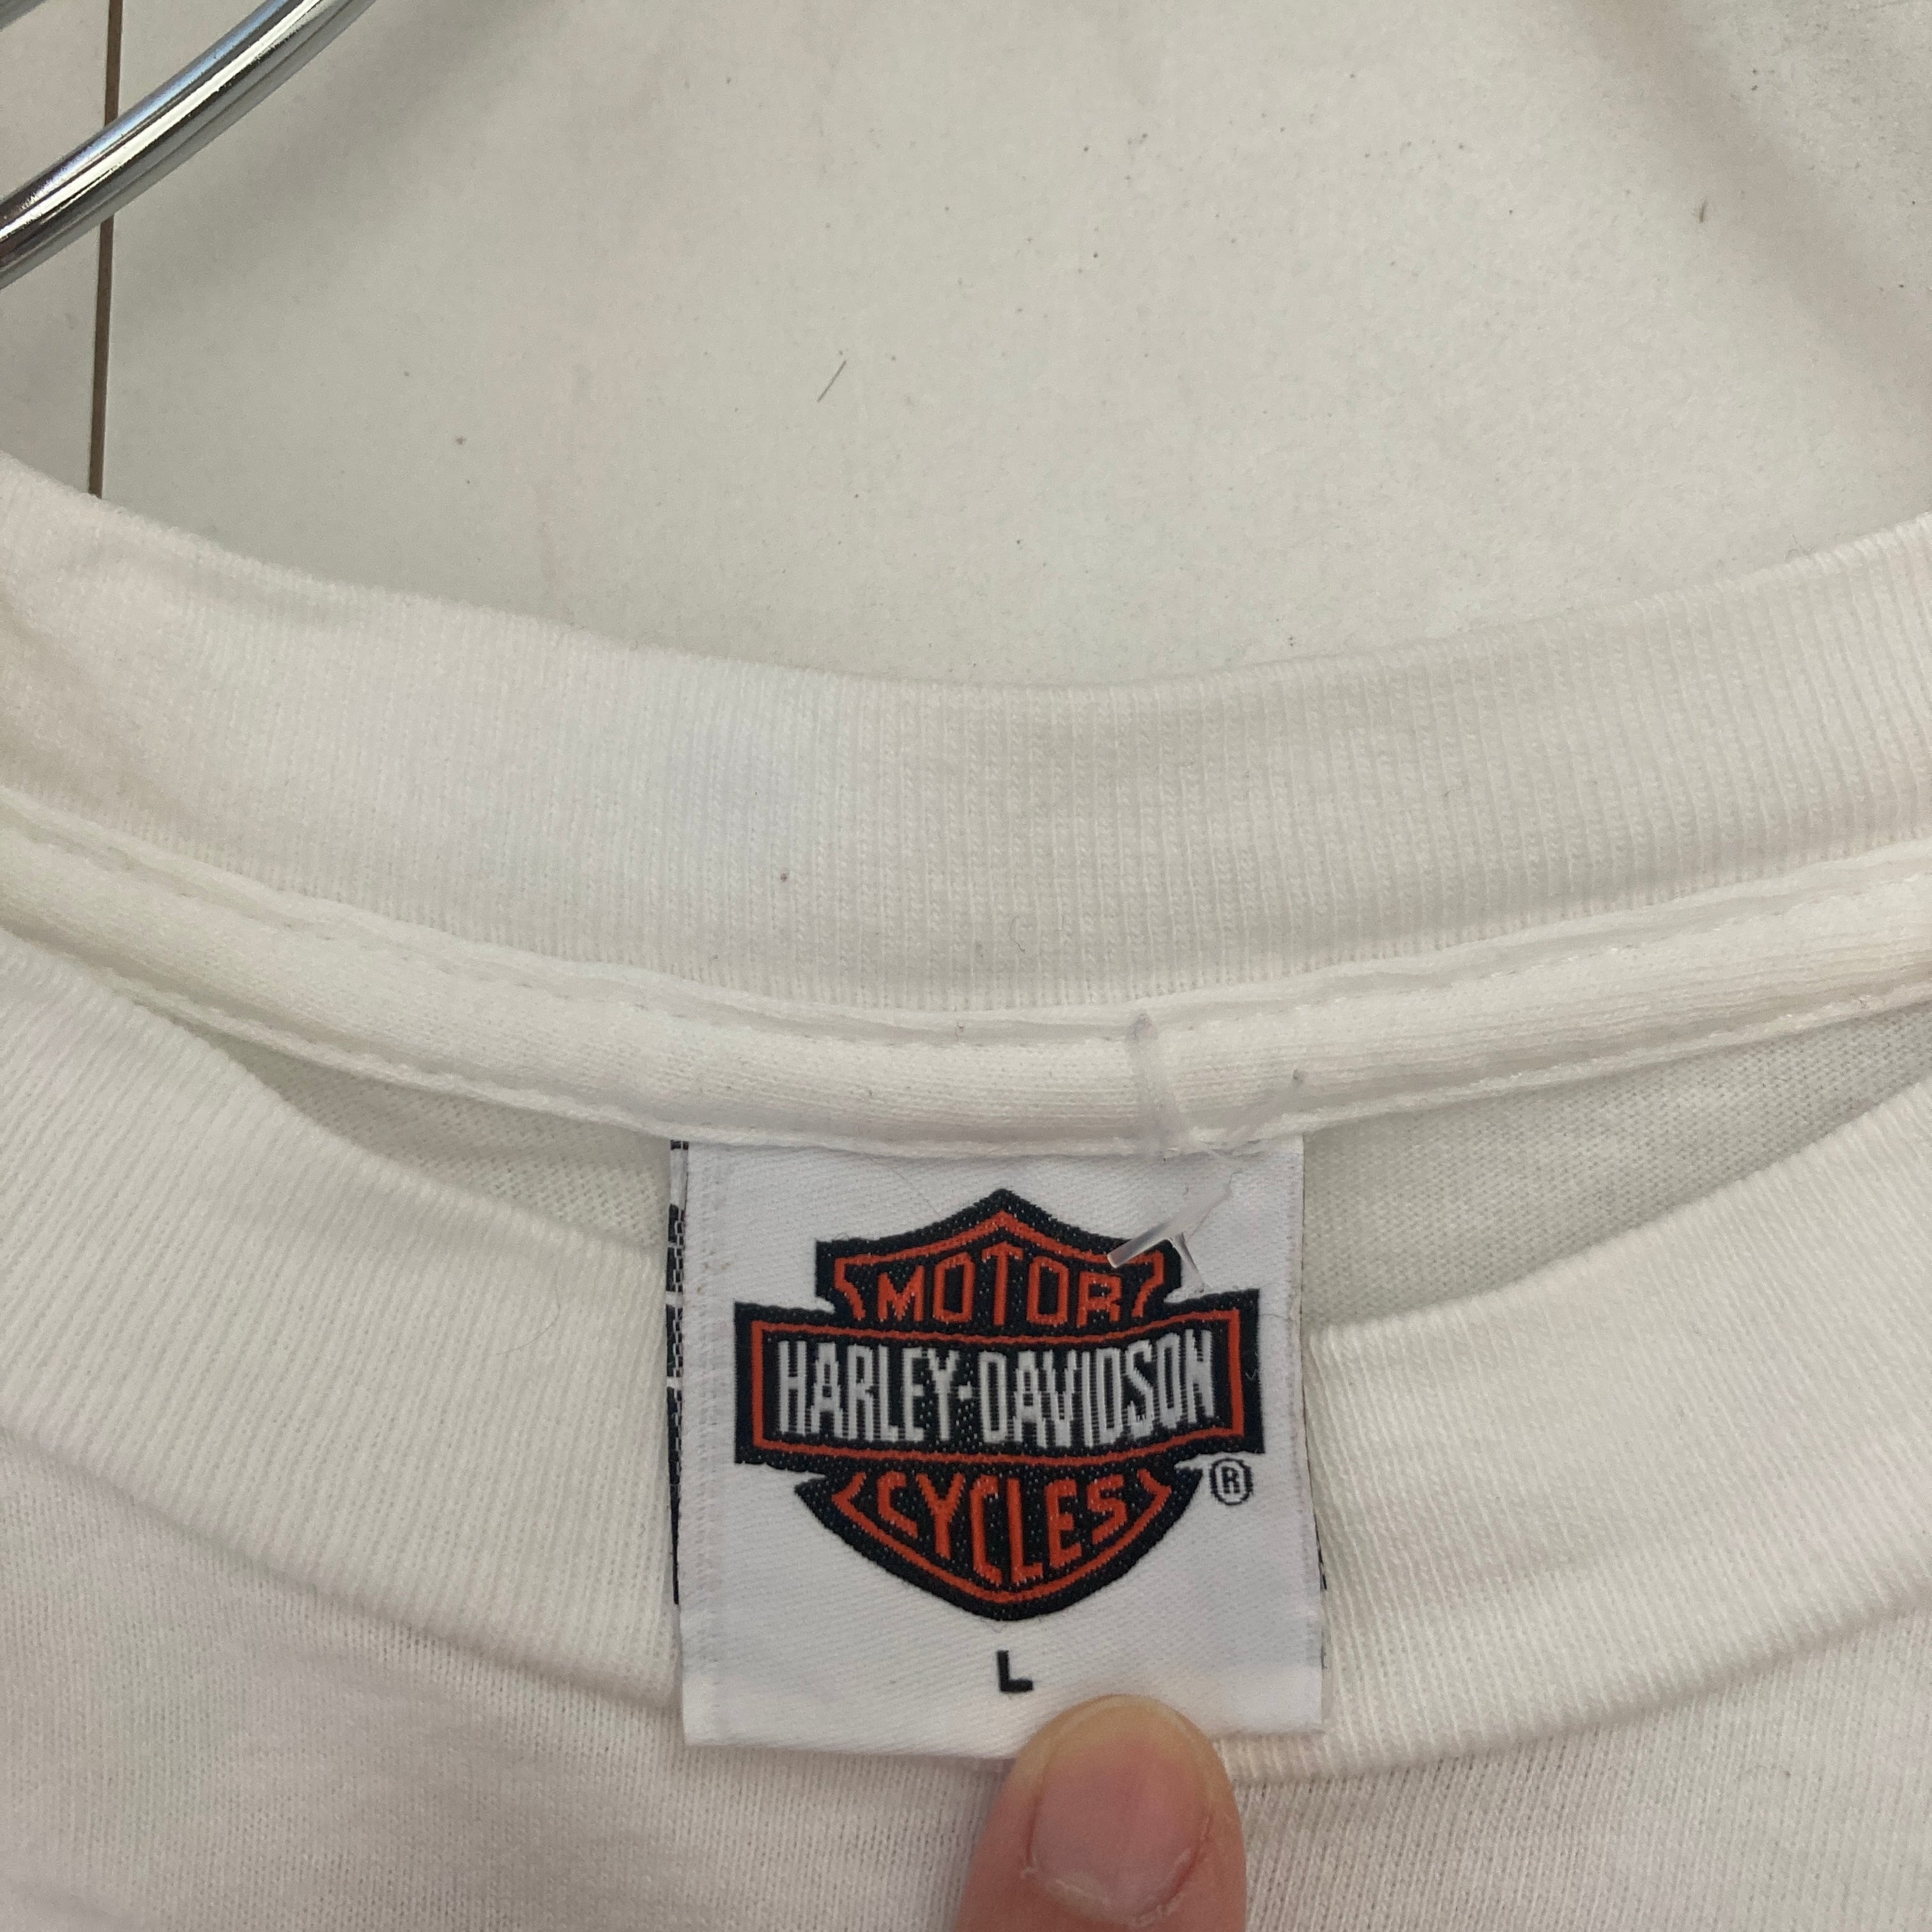 MOTOR
HARLEY-DAVIDSON
CYCLES
®
L